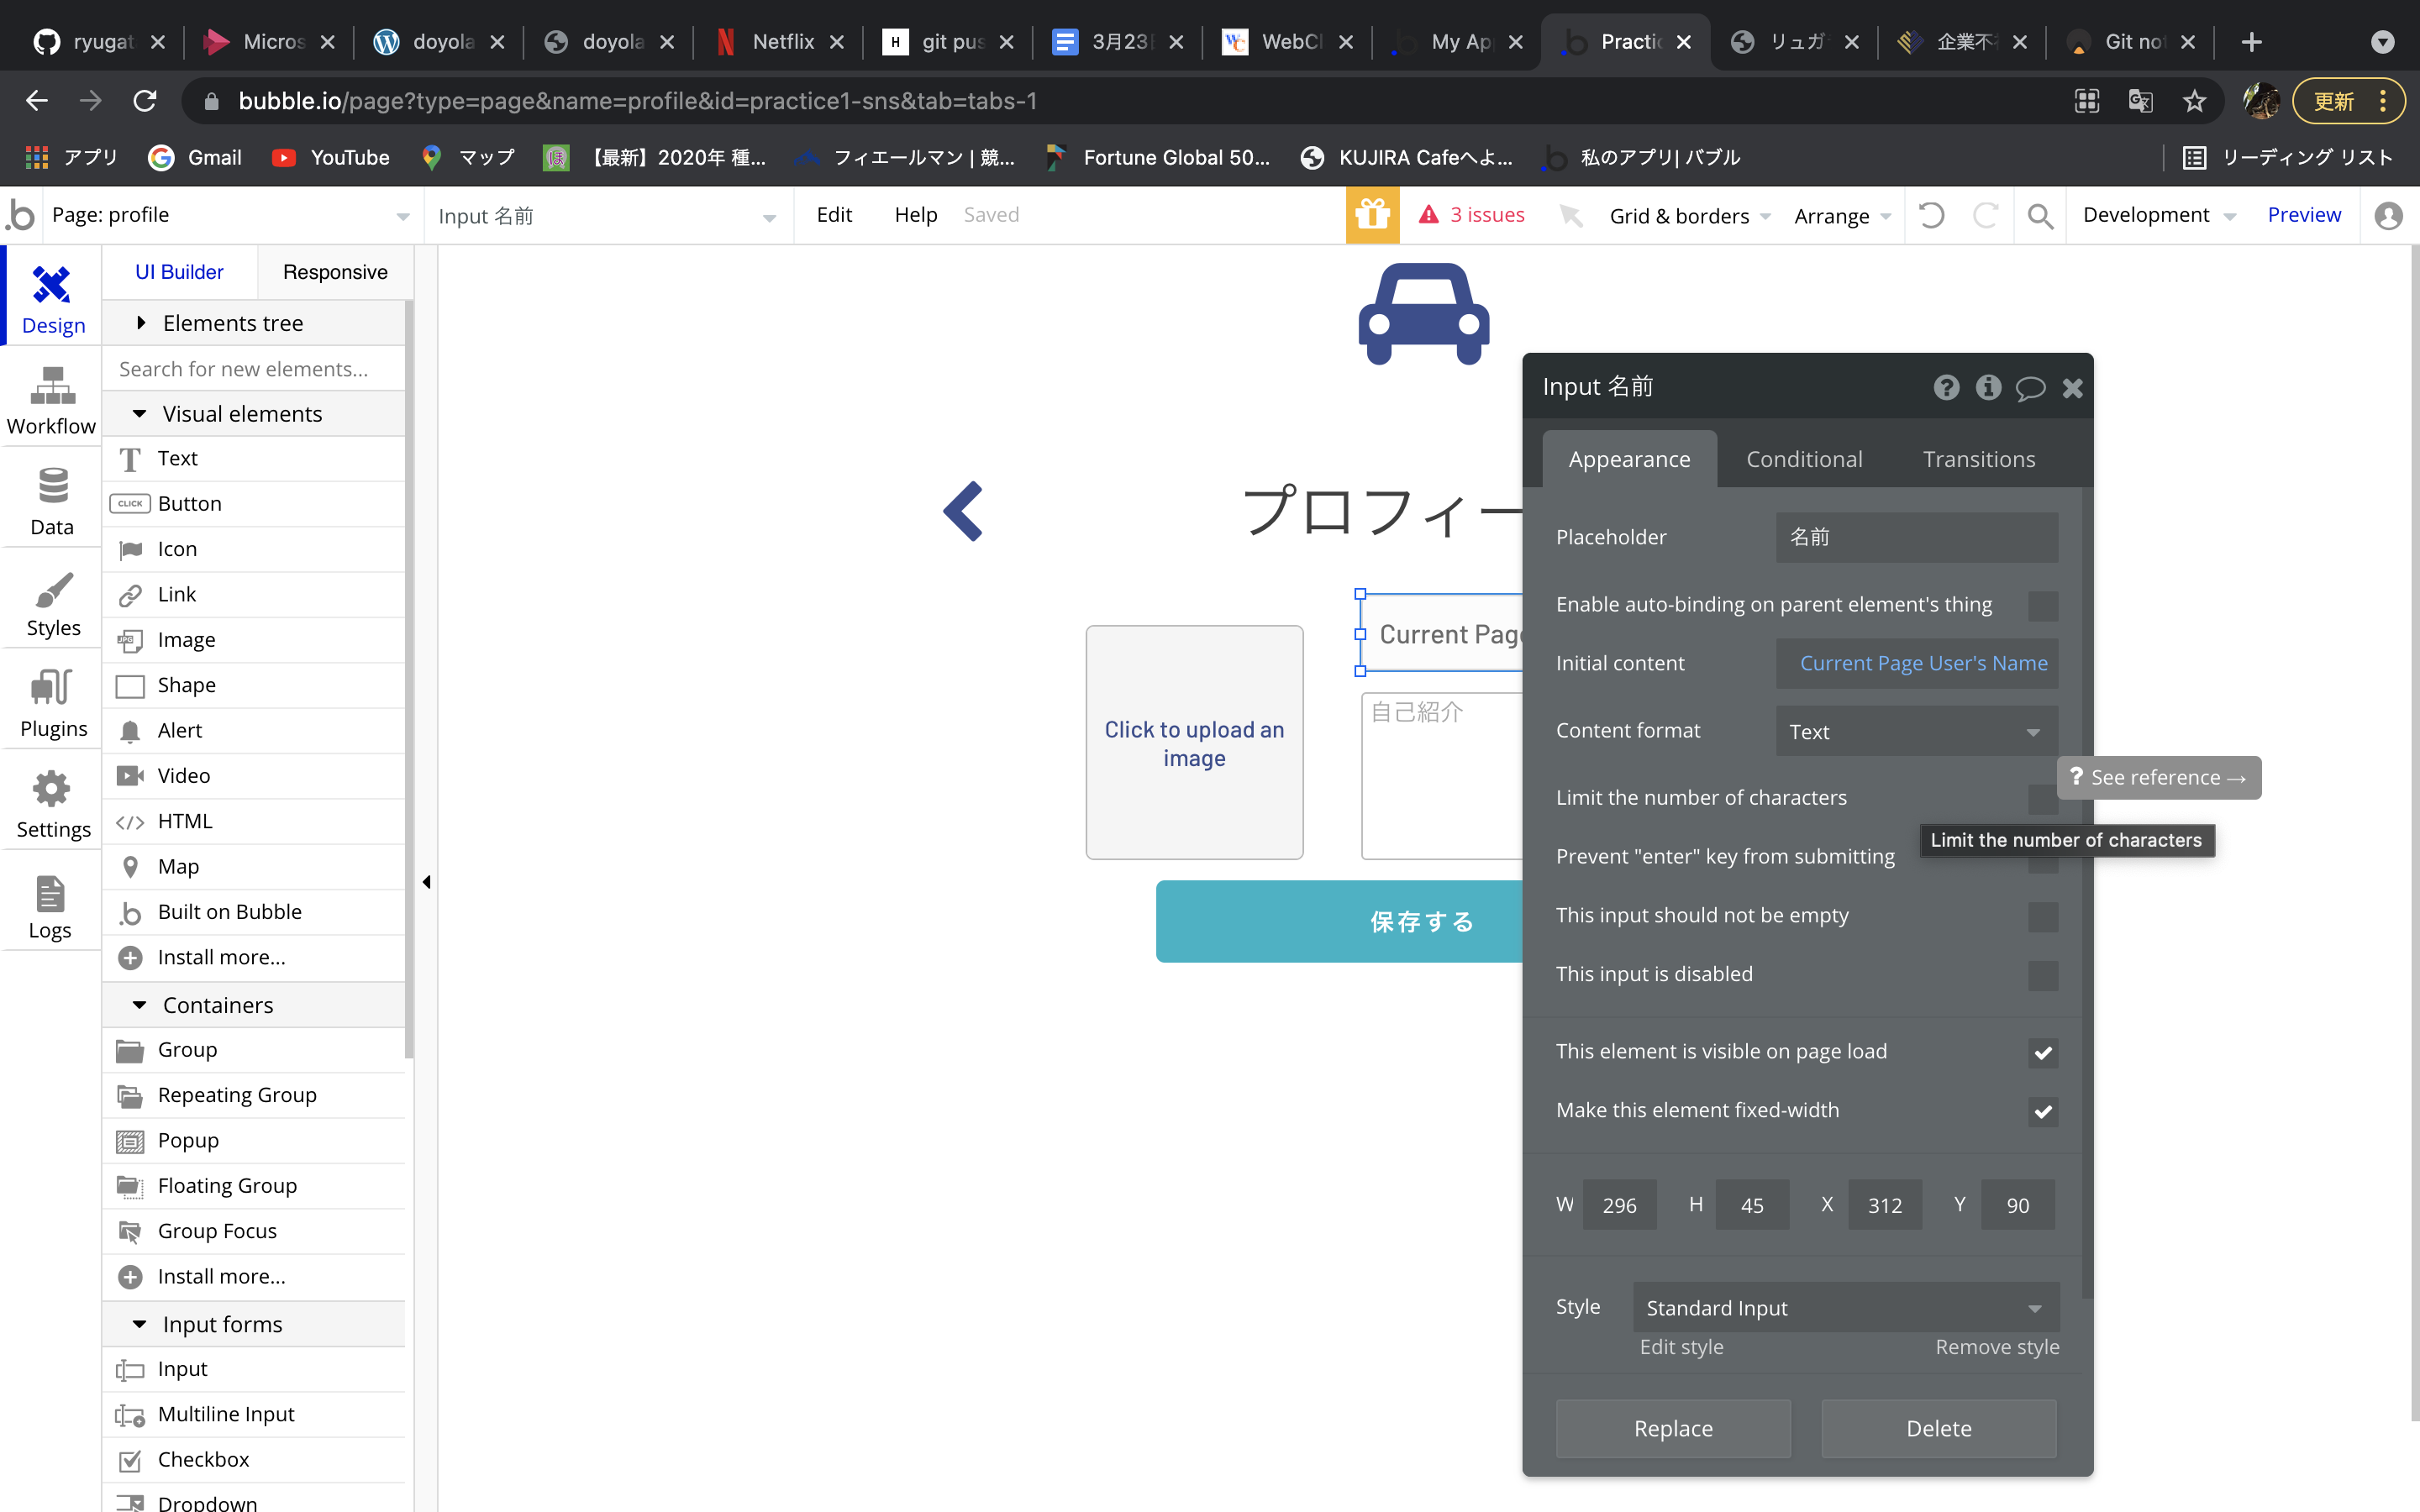 ryugat
Micros
doyola
doyola
Netflix
git pus
3月23日
WebCl
My Ap
Practic
リュガ
企業不
Git no
bubble.io/page?type=page&name=profile&id=practice1-sns&tab=tabs-1
更新
アプリ
Gmail
YouTube
マップ
【最新】2020年 種...
フィエールマン | 競...
Fortune Global 50...
KUJIRA Cafeへよ...
私のアプリ| バブル
リーディング リスト
Page: profile
Input 名前
Edit
Help
Saved
3 issues
Grid & borders
Arrange
Development
Preview
Design
Workflow
Data
Styles
Plugins
Settings
Logs
UI Builder
Responsive
Elements tree
Search for new elements...
Visual elements
Text
CLICK
Button
Icon
Link
Image
Shape
Alert
Video
HTML
Map
Built on Bubble
Install more...
Containers
Group
Repeating Group
Popup
Floating Group
Group Focus
Install more...
Input forms
Input
Multiline Input
Checkbox
Dropdown
プロフィー
Click to upload an
image
Current Page
自己紹介
保存する
Input 名前
Appearance
Conditional
Transitions
Placeholder
名前
Enable auto-binding on parent element's thing
Initial content
Current Page User's Name
Content format
Text
? See reference →
Limit the number of characters
Limit the number of characters
Prevent "enter" key from submitting
This input should not be empty
This input is disabled
This element is visible on page load
Make this element fixed-width
W 296 H 45 X 312 Y 90
Style
Standard Input
Edit style
Remove style
Replace
Delete